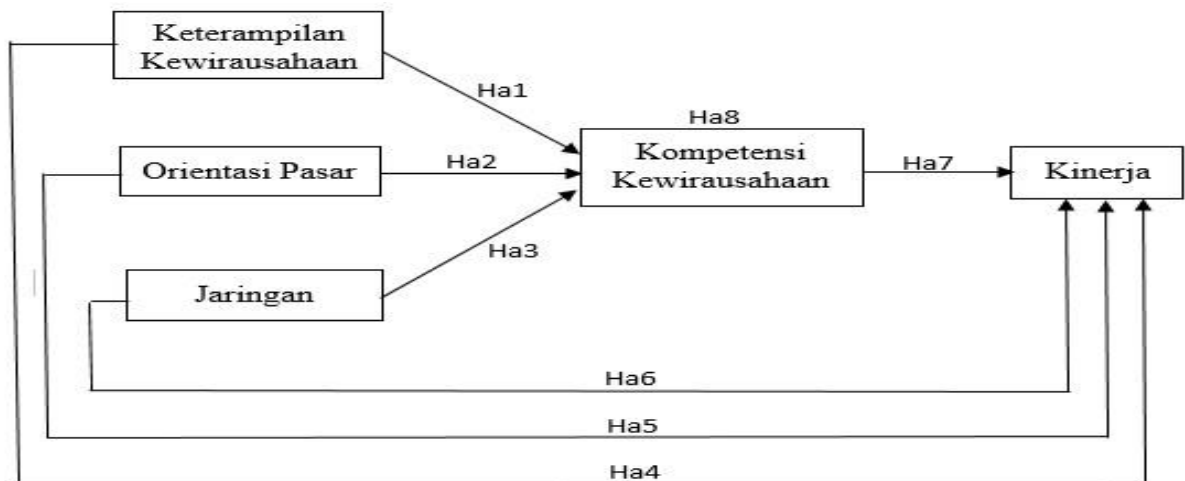 Keterampilan
Kewirausahaan
Ha1
Ha8
Orientasi Pasar
Ha2
Kompetensi
Kewirausahaan
Ha7
Kinerja
Ha3
Jaringan
Ha6
Ha5
Ha4